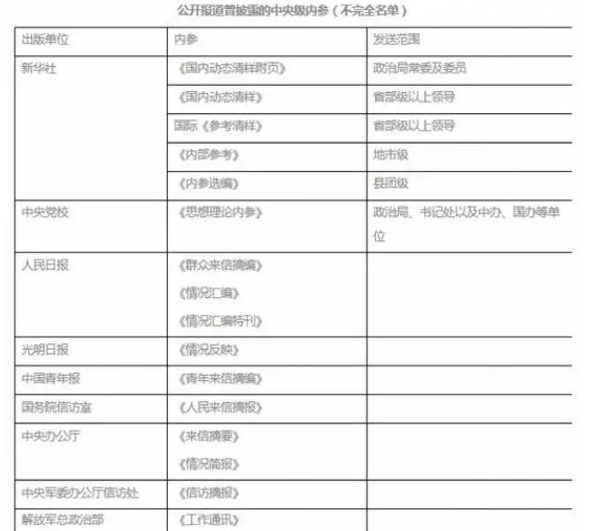 公开报道曾披露的中央级内参（不完全名单）
出版单位 内参 发送范围
新华社 《国内动态清样附页》 政治局常委及委员
《国内动态清样》 省部级以上领导
国际《参考清样》 省部级以上领导
《内部参考》 地市级
《内参选编》 县团级
中央党校 《思想理论内参》 政治局、书记处以及中办、国办等单
位
人民日报 《群众来信摘编》
《情况汇编》
《情况汇编特刊》
光明日报 《情况反映》
中国青年报 《青年来信摘编》
国务院信访室 《人民来信摘报》
中央办公厅 《来信摘要》
《情况简报》
中央军委办公厅信访处 《信访摘报》
解放军总政治部 《工作通讯》